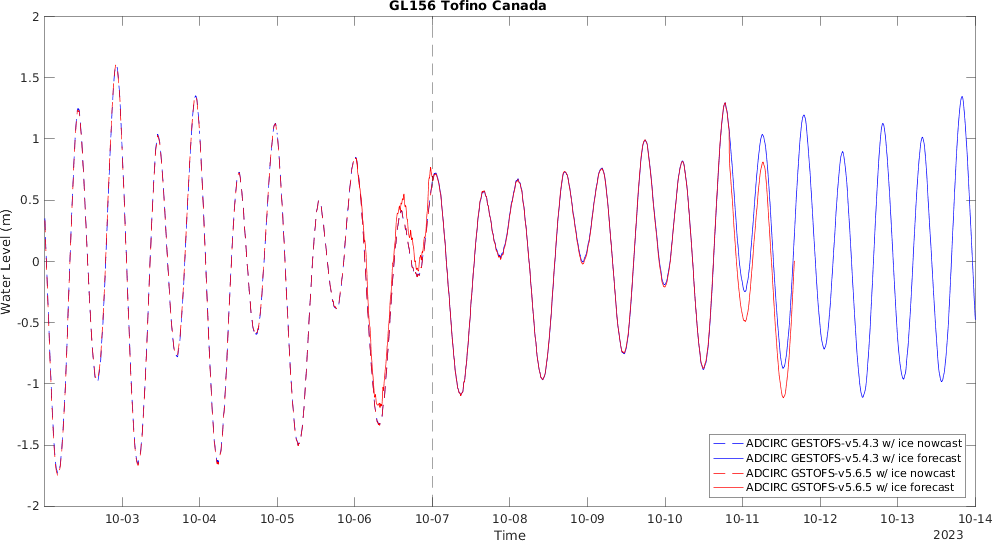 GL156 Tofino Canada
2
1.5
1
0.5
0
-0.5
-1
-1.5
-2
Water Level (m)
10-03 10-04 10-05 10-06 10-07 10-08 10-09 10-10 10-11 10-12 10-13 10-14
Time
2023
ADCIRC GESTOFS-v5.4.3 w/ ice nowcast
ADCIRC GESTOFS-v5.4.3 w/ ice forecast
ADCIRC GSTOFS-v5.6.5 w/ ice nowcast
ADCIRC GSTOFS-v5.6.5 w/ ice forecast